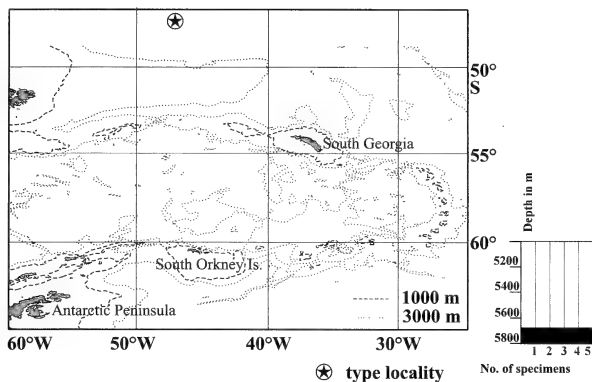 50°
S
South Georgia
55°
Depth in m
60°
South Orkney Is.
5200
5400
1000 m
5600
3000 m
Antarctic Peninsula
5800
60°W 50°W 40°W 30°W
1 2 3 4 5
No. of specimens
type locality